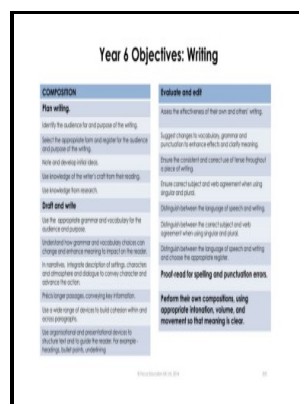 Year 6 Objectives: Writing
COMPOSITION
Plan writing.
Identify the audience for and purpose of the writing.
Select the appropriate form and register for the audience
and purpose of the writing.
Note and develop initial ideas.
Use knowledge of the writer's craft from their reading.
Use knowledge from research.
Draft and write
Use the appropriate grammar and vocabulary for the
audience and purpose.
Understand how grammar and vocabulary choices can
change and enhance meaning to impact on the reader.
In narratives, integrate description of settings, characters
and atmosphere and dialogue to convey character and
advance the action.
Précis longer passages, conveying key information.
Use a wide range of devices to build cohesion within and
across paragraphs.
Use organisational and presentational devices to
structure text and to guide the reader. For example -
headings, bullet points, underlining
Evaluate and edit
Assess the effectiveness of their own and others' writing.
Suggest changes to vocabulary, grammar and
punctuation to enhance effects and clarify meaning.
Ensure the consistent and correct use of tense throughout
a piece of writing.
Ensure correct subject and verb agreement when using
singular and plural.
Distinguish between the language of speech and writing.
Distinguish between the correct subject and verb
agreement when using singular and plural.
Distinguish between the language of speech and writing
and choose the appropriate register.
Proof-read for spelling and punctuation errors.
Perform their own compositions, using
appropriate intonation, volume, and
movement so that meaning is clear.